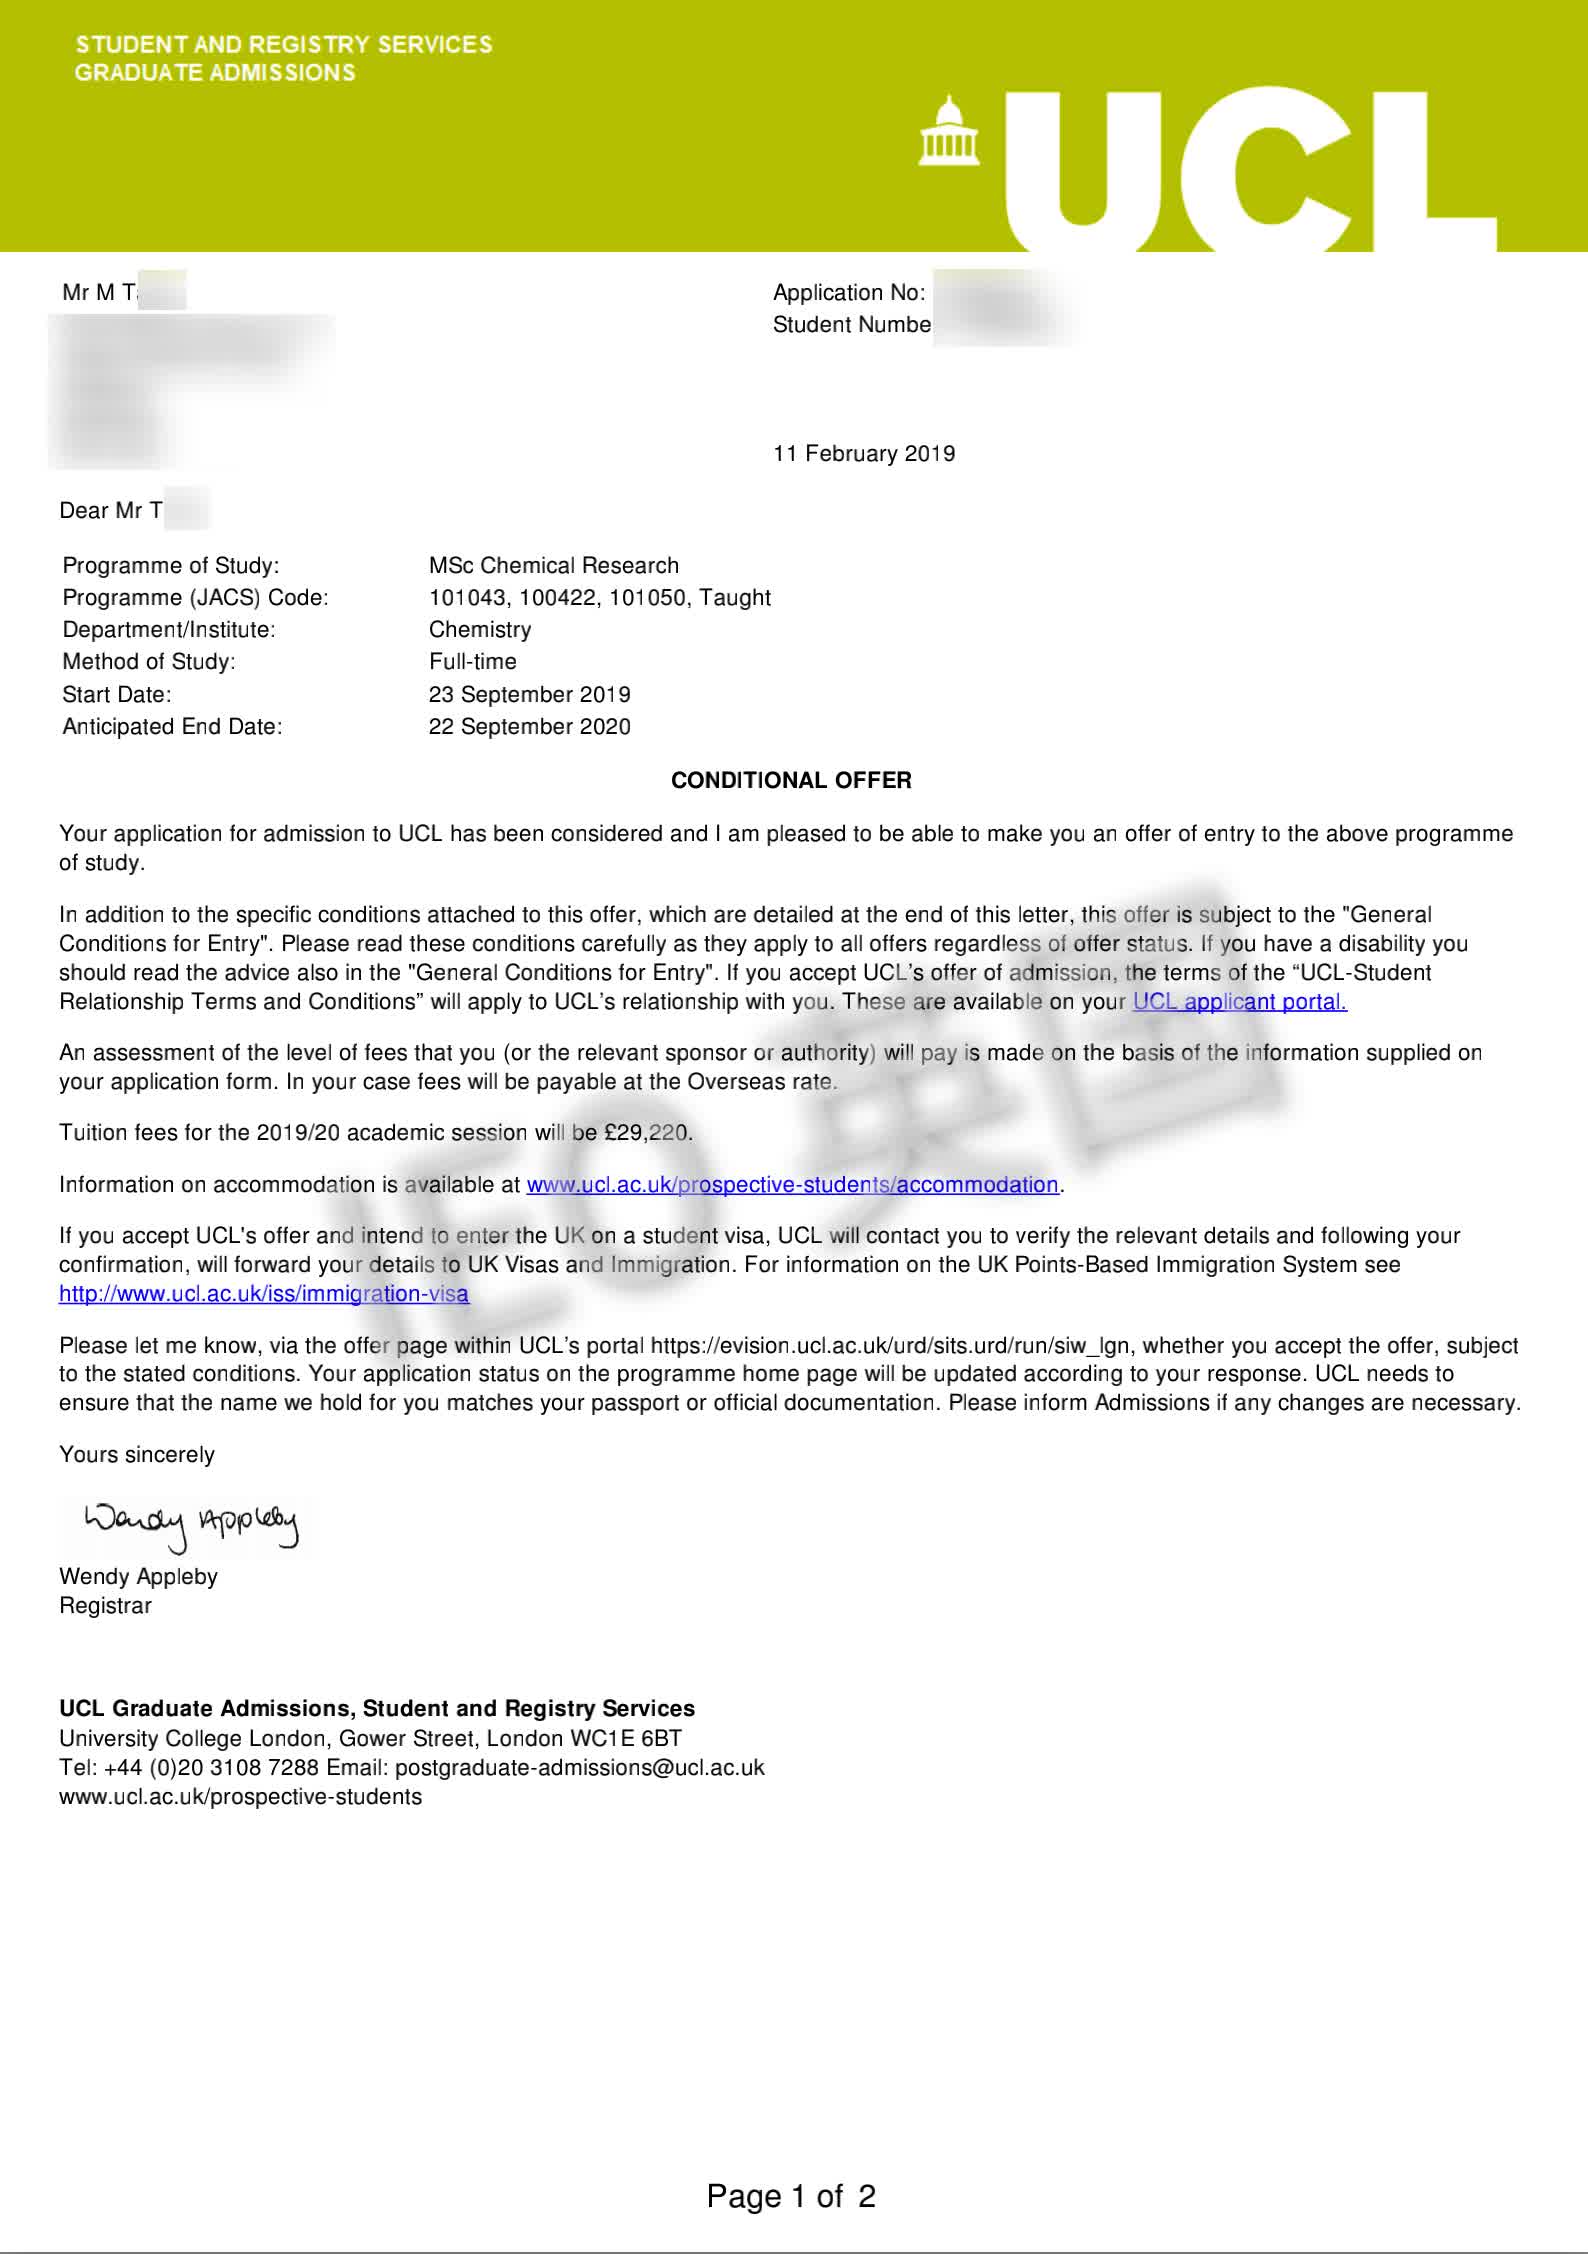 STUDENT AND REGISTRY SERVICES
GRADUATE ADMISSIONS
UCL
Mr M T
Application No:
Student Numbe
11 February 2019
Dear Mr T
Programme of Study: MSc Chemical Research
Programme (JACS) Code: 101043, 100422, 101050, Taught
Department/Institute: Chemistry
Method of Study: Full-time
Start Date: 23 September 2019
Anticipated End Date: 22 September 2020
CONDITIONAL OFFER
Your application for admission to UCL has been considered and I am pleased to be able to make you an offer of entry to the above programme
of study.
In addition to the specific conditions attached to this offer, which are detailed at the end of this letter, this offer is subject to the "General
Conditions for Entry". Please read these conditions carefully as they apply to all offers regardless of offer status. If you have a disability you
should read the advice also in the "General Conditions for Entry". If you accept UCL’s offer of admission, the terms of the “UCL-Student
Relationship Terms and Conditions” will apply to UCL’s relationship with you. These are available on your UCL applicant portal.
An assessment of the level of fees that you (or the relevant sponsor or authority) will pay is made on the basis of the information supplied on
your application form. In your case fees will be payable at the Overseas rate.
Tuition fees for the 2019/20 academic session will be £29,220.
Information on accommodation is available at www.ucl.ac.uk/prospective-students/accommodation.
If you accept UCL's offer and intend to enter the UK on a student visa, UCL will contact you to verify the relevant details and following your
confirmation, will forward your details to UK Visas and Immigration. For information on the UK Points-Based Immigration System see
http://www.ucl.ac.uk/iss/immigration-visa
Please let me know, via the offer page within UCL’s portal https://evision.ucl.ac.uk/urd/sits.urd/run/siw_lgn, whether you accept the offer, subject
to the stated conditions. Your application status on the programme home page will be updated according to your response. UCL needs to
ensure that the name we hold for you matches your passport or official documentation. Please inform Admissions if any changes are necessary.
IEO 英国
Yours sincerely
Wendy Appleby
Wendy Appleby
Registrar
UCL Graduate Admissions, Student and Registry Services
University College London, Gower Street, London WC1E 6BT
Tel: +44 (0)20 3108 7288 Email: postgraduate-admissions@ucl.ac.uk
www.ucl.ac.uk/prospective-students
Page 1 of 2